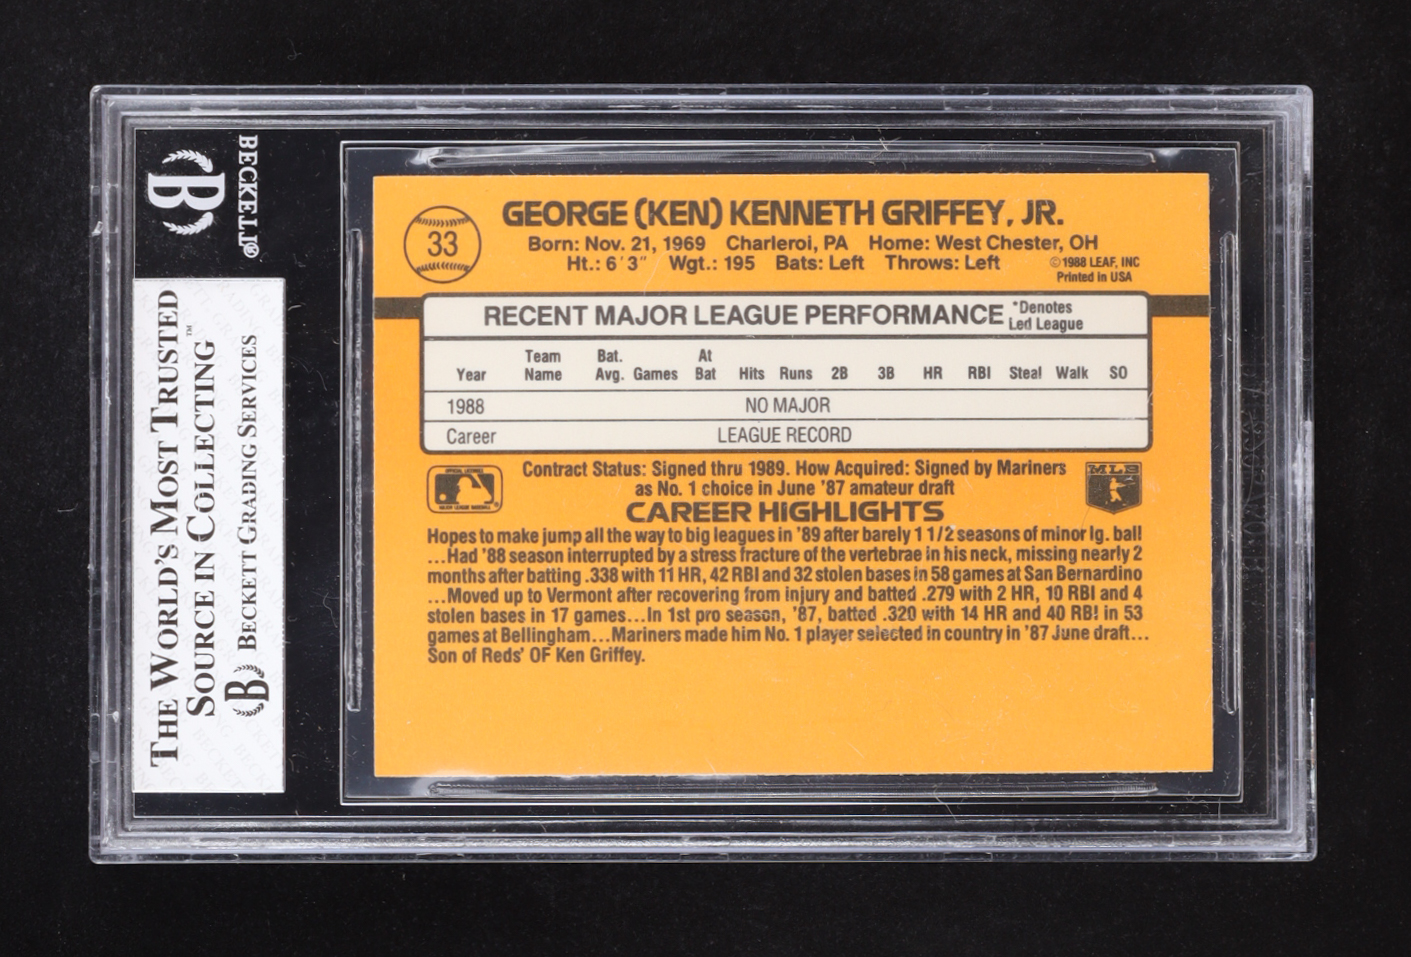 BECKETT®
B
THE WORLD'S MOST TRUSTED
SOURCE IN COLLECTING™
B BECKETT GRADING SERVICES
33
GEORGE (KEN) KENNETH GRIFFEY, JR.
Born: Nov. 21, 1969 Charleroi, PA Home: West Chester, OH
Ht.: 6'3" Wgt.: 195 Bats: Left Throws: Left
©1988 LEAF, INC
Printed in USA
RECENT MAJOR LEAGUE PERFORMANCE *Denotes
Led League
Year Team Name Bat. Avg. Games At Bat Hits Runs 2B 3B HR RBI Steal Walk SO
1988 NO MAJOR
Career LEAGUE RECORD
Contract Status: Signed thru 1989. How Acquired: Signed by Mariners
as No. 1 choice in June '87 amateur draft
MLB
CAREER HIGHLIGHTS
Hopes to make jump all the way to big leagues in '89 after barely 1 1/2 seasons of minor lg. ball
...Had '88 season interrupted by a stress fracture of the vertebrae in his neck, missing nearly 2
months after batting .338 with 11 HR, 42 RBI and 32 stolen bases in 58 games at San Bernardino
...Moved up to Vermont after recovering from injury and batted .279 with 2 HR, 10 RBI and 4
stolen bases in 17 games...In 1st pro season, '87, batted .320 with 14 HR and 40 RBI in 53
games at Bellingham...Mariners made him No. 1 player selected in country in '87 June draft...
Son of Reds' OF Ken Griffey.